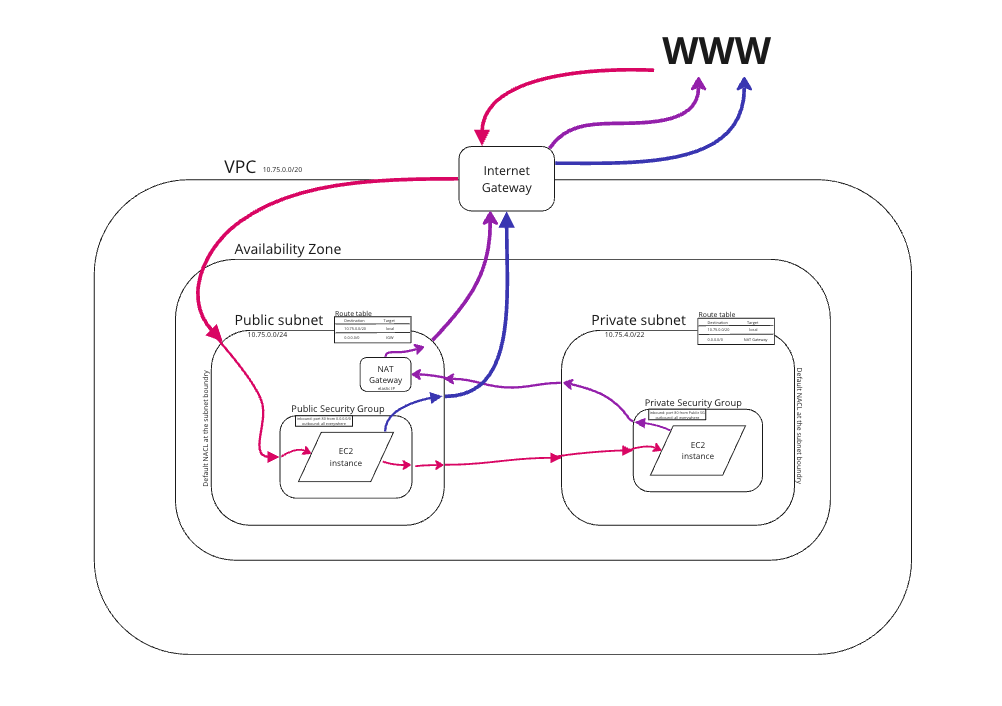 WWW
Internet
Gateway
VPC 10.75.0.0/20
Availability Zone
Public subnet
10.75.0.0/24
Route table
Destination Target
10.75.0.0/20 local
0.0.0.0/0 IGW
NAT
Gateway
elastic IP
Public Security Group
inbound: port 80 from 0.0.0.0/0
outbound: all everywhere
EC2
instance
Default NACL at the subnet boundry
Private subnet
10.75.4.0/22
Route table
Destination Target
10.75.0.0/20 local
0.0.0.0/0 NAT Gateway
Private Security Group
inbound: port 80 from Public SG
outbound: all everywhere
EC2
instance
Default NACL at the subnet boundry